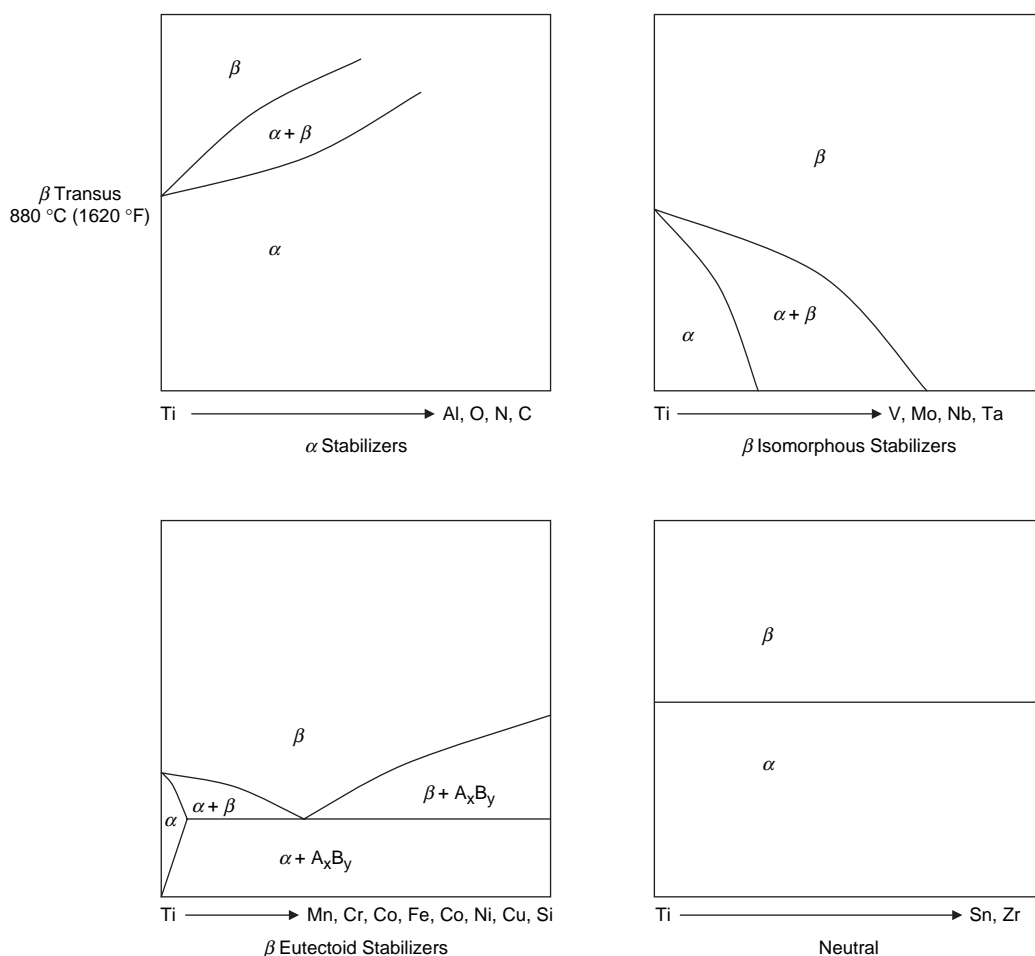 β
α + β
β Transus
880 °C (1620 °F)
α
Ti Al, O, N, C
α Stabilizers
β
α + β
α
Ti V, Mo, Nb, Ta
β Isomorphous Stabilizers
β
α + β
α
β + AxBy
α + AxBy
Ti Mn, Cr, Co, Fe, Co, Ni, Cu, Si
β Eutectoid Stabilizers
β
α
Ti Sn, Zr
Neutral